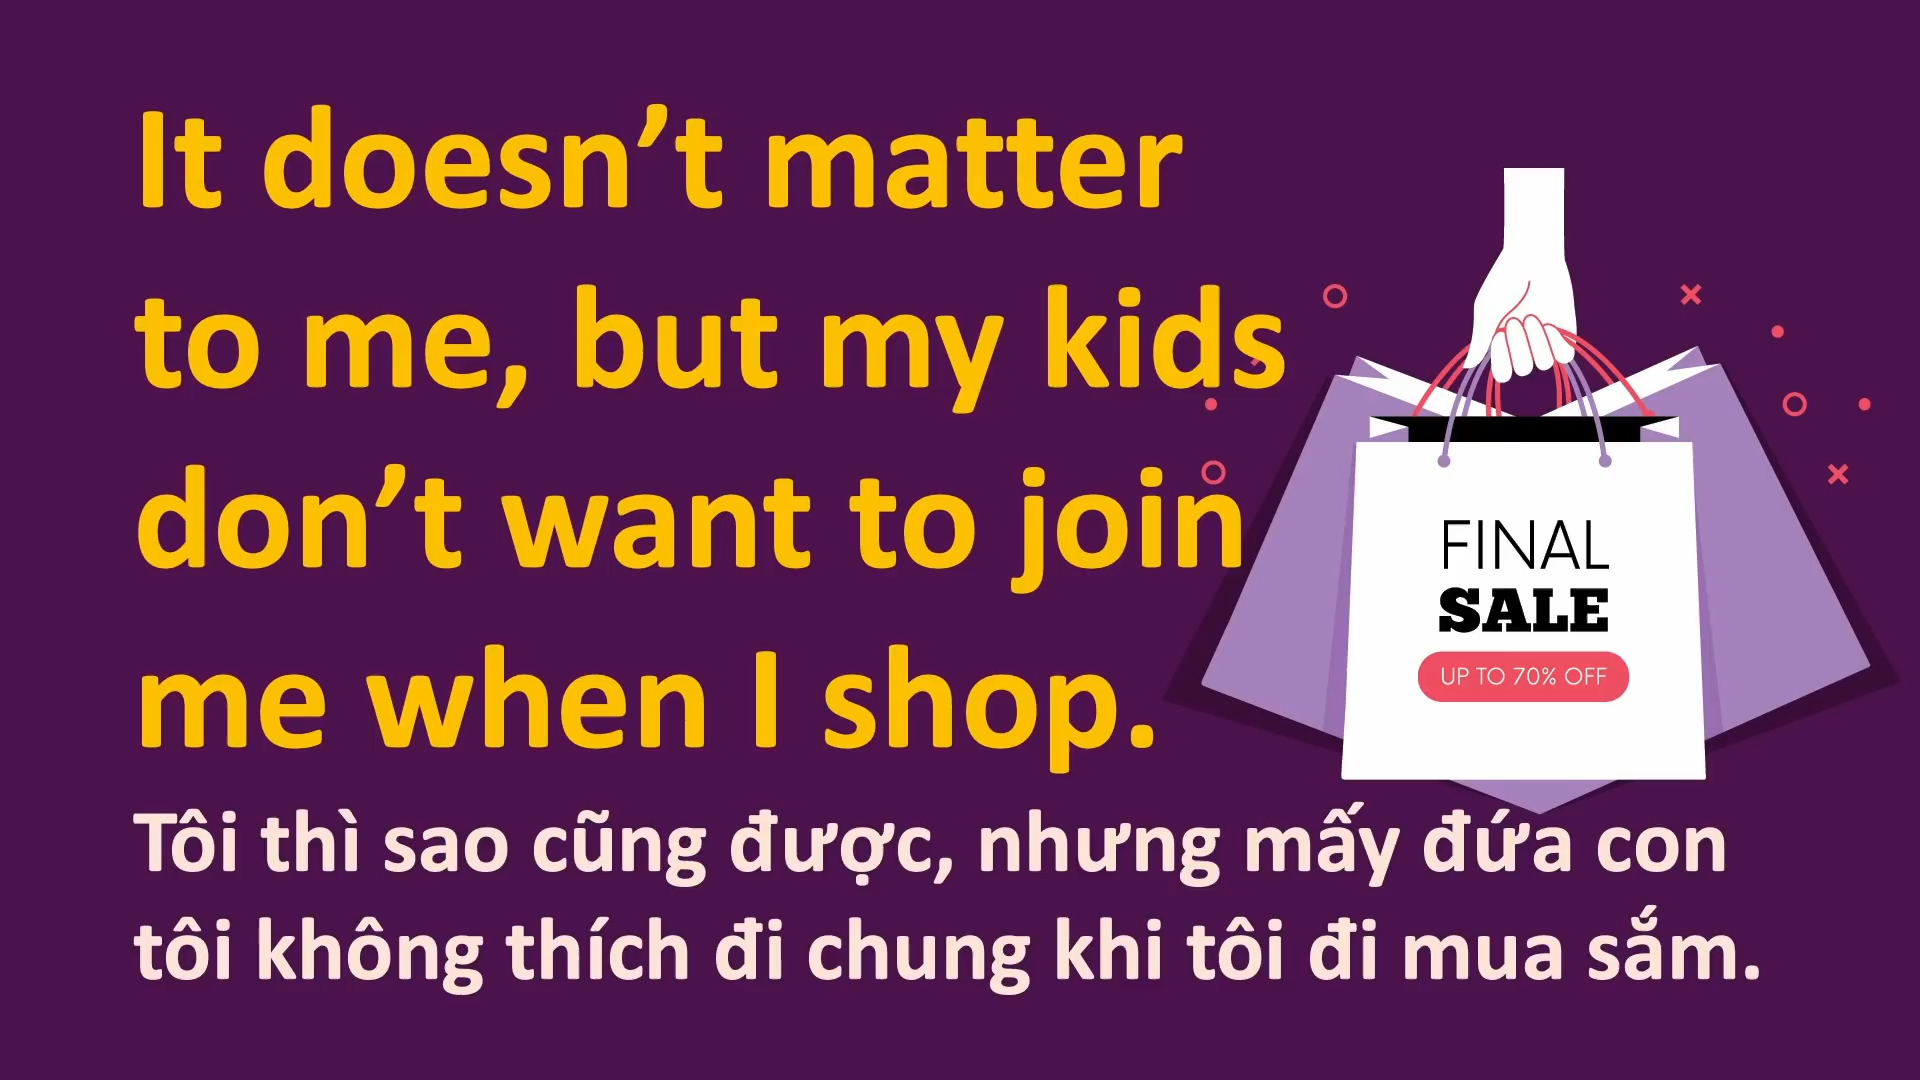 It doesn’t matter
to me, but my kids
don’t want to join
me when I shop.
FINAL
SALE
UP TO 70% OFF
Tôi thì sao cũng được, nhưng mấy đứa con
tôi không thích đi chung khi tôi đi mua sắm.